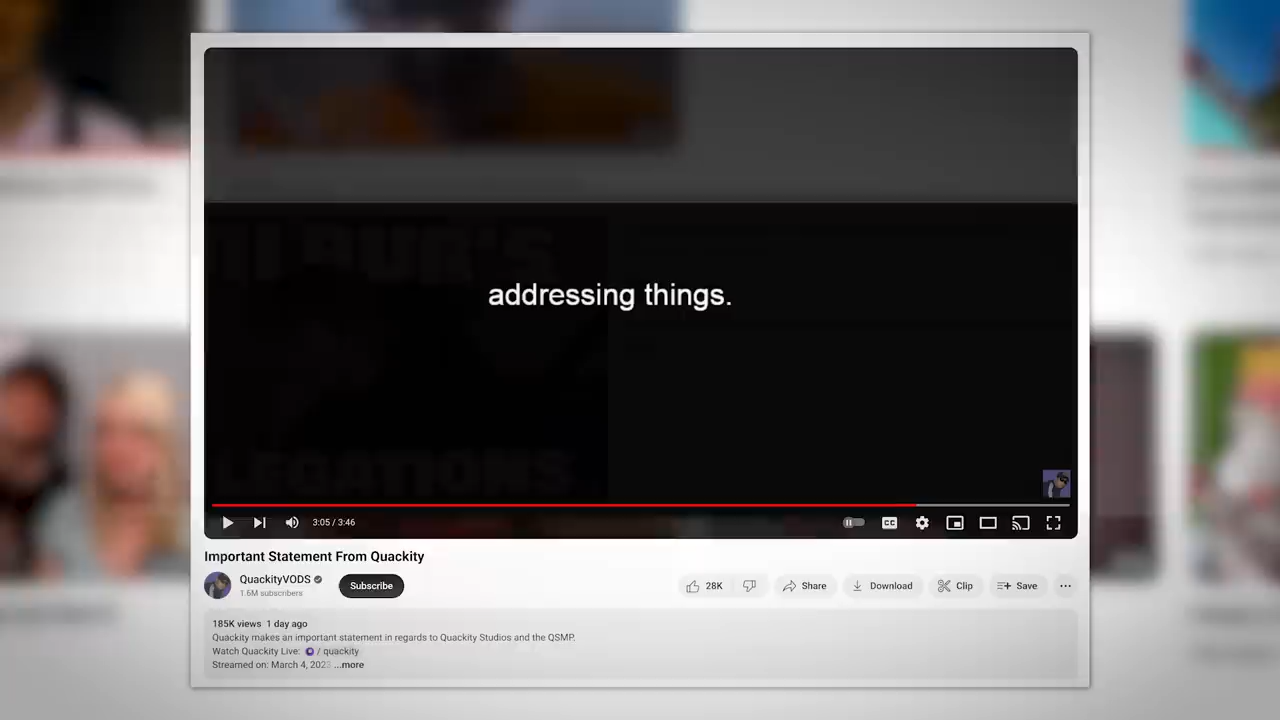 addressing things.
3:05 / 3:46
CC
Important Statement From Quackity
QuackityVODS
1.6M subscribers
Subscribe
28K
Share
Download
Clip
Save
185K views 1 day ago
Quackity makes an important statement in regards to Quackity Studios and the QSMP.
Watch Quackity Live: / quackity
Streamed on: March 4, 2023 ...more